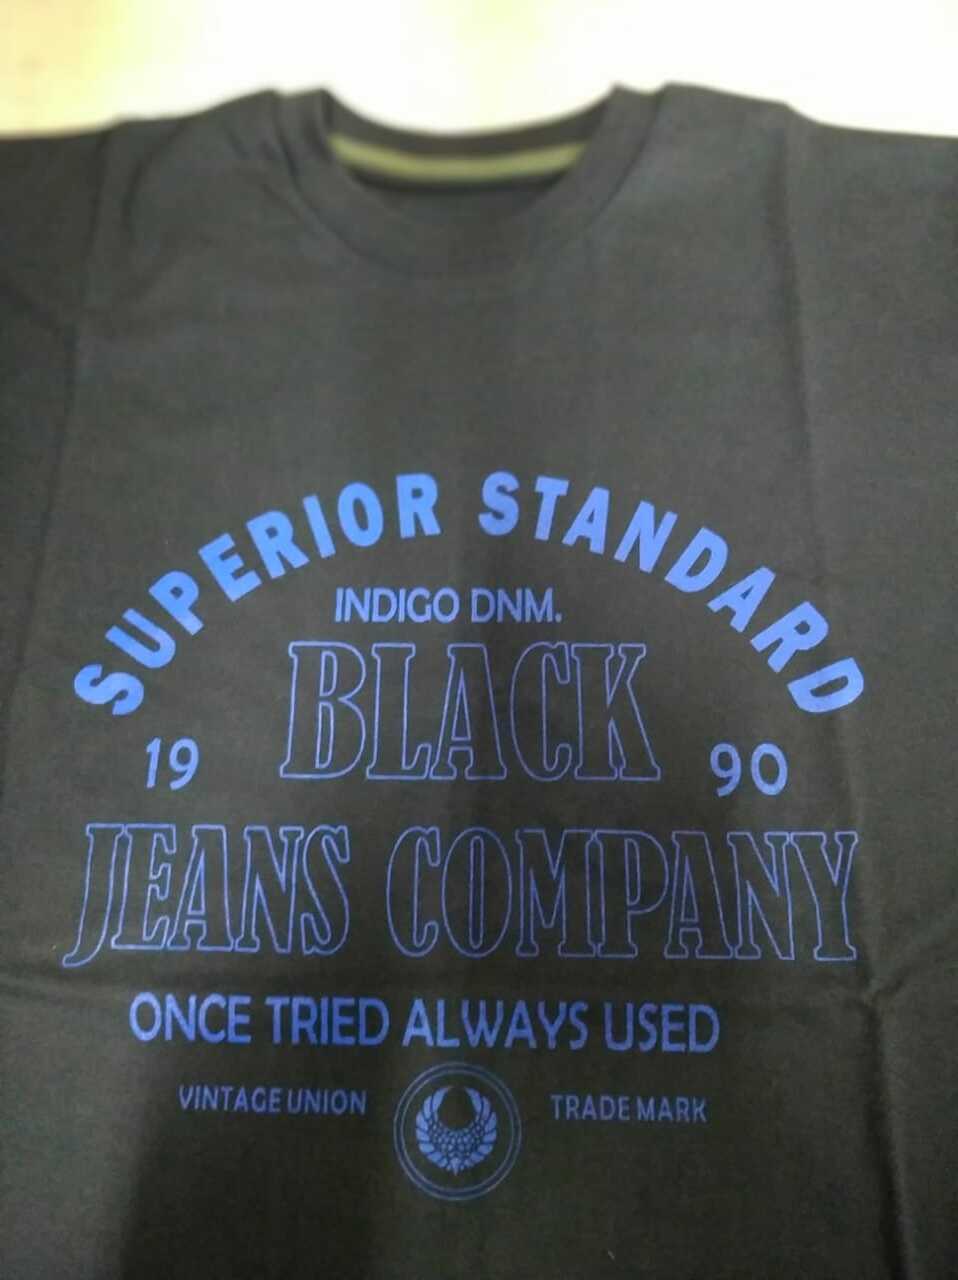 SUPERIOR STANDARD
INDIGO DNM.
BLACK
19 90
JEANS COMPANY
ONCE TRIED ALWAYS USED
VINTAGE UNION TRADE MARK